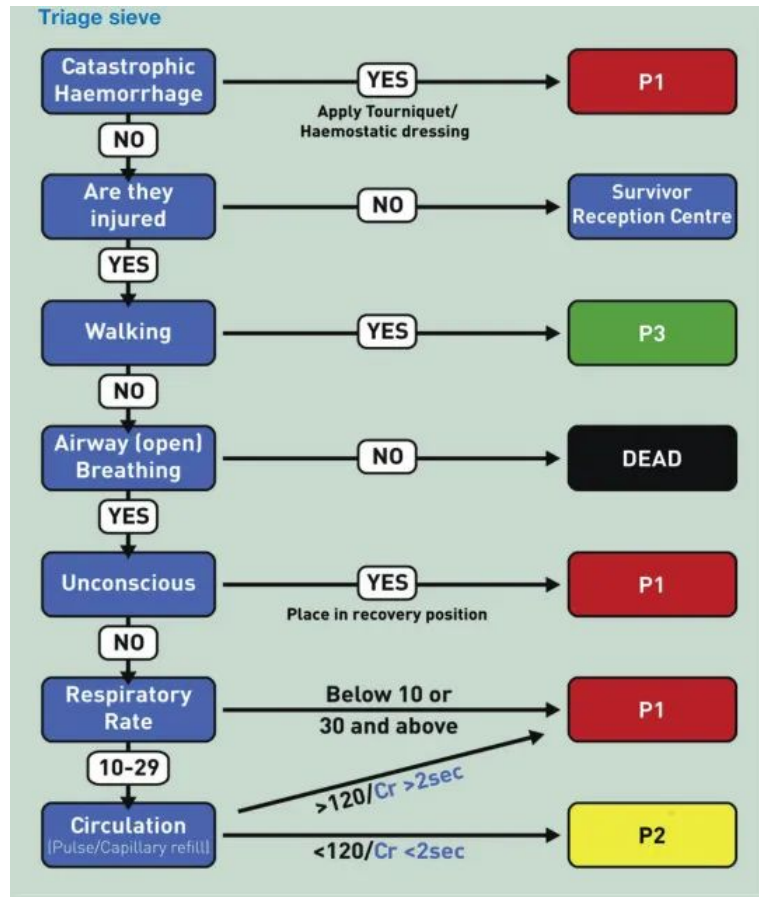 Triage sieve
Catastrophic
Haemorrhage
YES
Apply Tourniquet/
Haemostatic dressing
P1
NO
Are they
injured
NO
Survivor
Reception Centre
YES
Walking
YES
P3
NO
Airway (open)
Breathing
NO
DEAD
YES
Unconscious
YES
Place in recovery position
P1
NO
Respiratory
Rate
Below 10 or
30 and above
P1
10-29
>120/Cr >2sec
Circulation
(Pulse/Capillary refill)
<120/Cr <2sec
P2